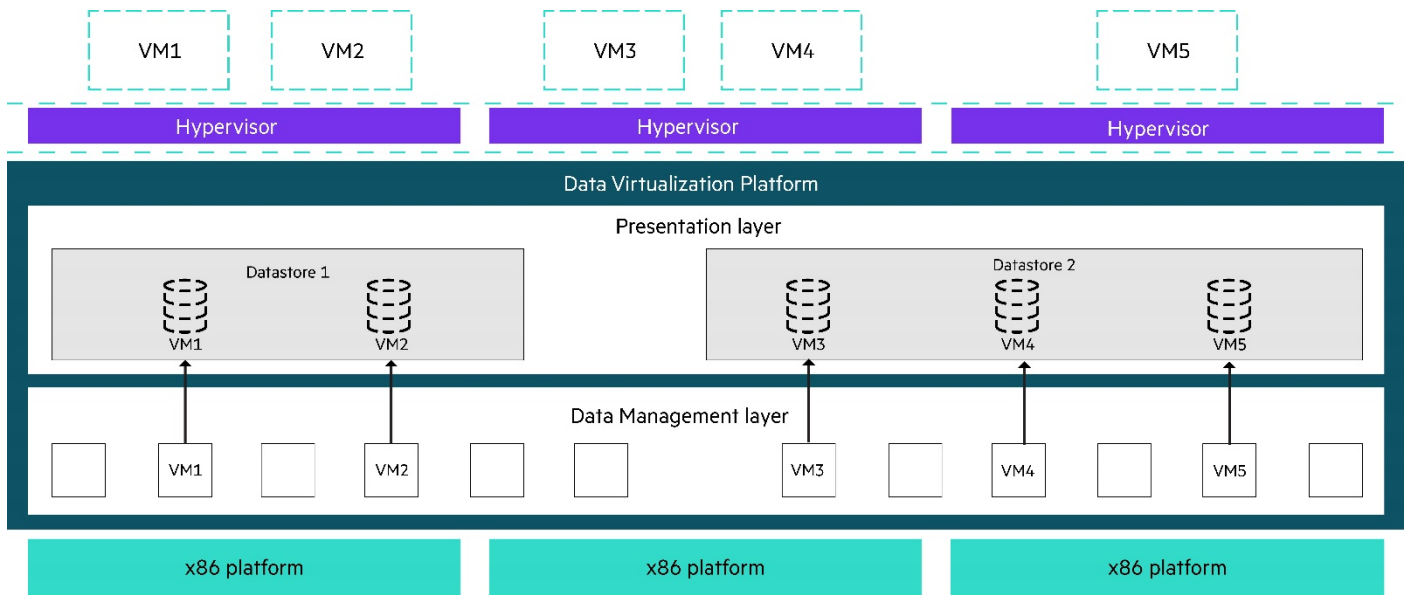 VM1 VM2 VM3 VM4 VM5
Hypervisor Hypervisor Hypervisor
Data Virtualization Platform
Presentation layer
Datastore 1 Datastore 2
VM1 VM2 VM3 VM4 VM5
Data Management layer
VM1 VM2 VM3 VM4 VM5
x86 platform x86 platform x86 platform